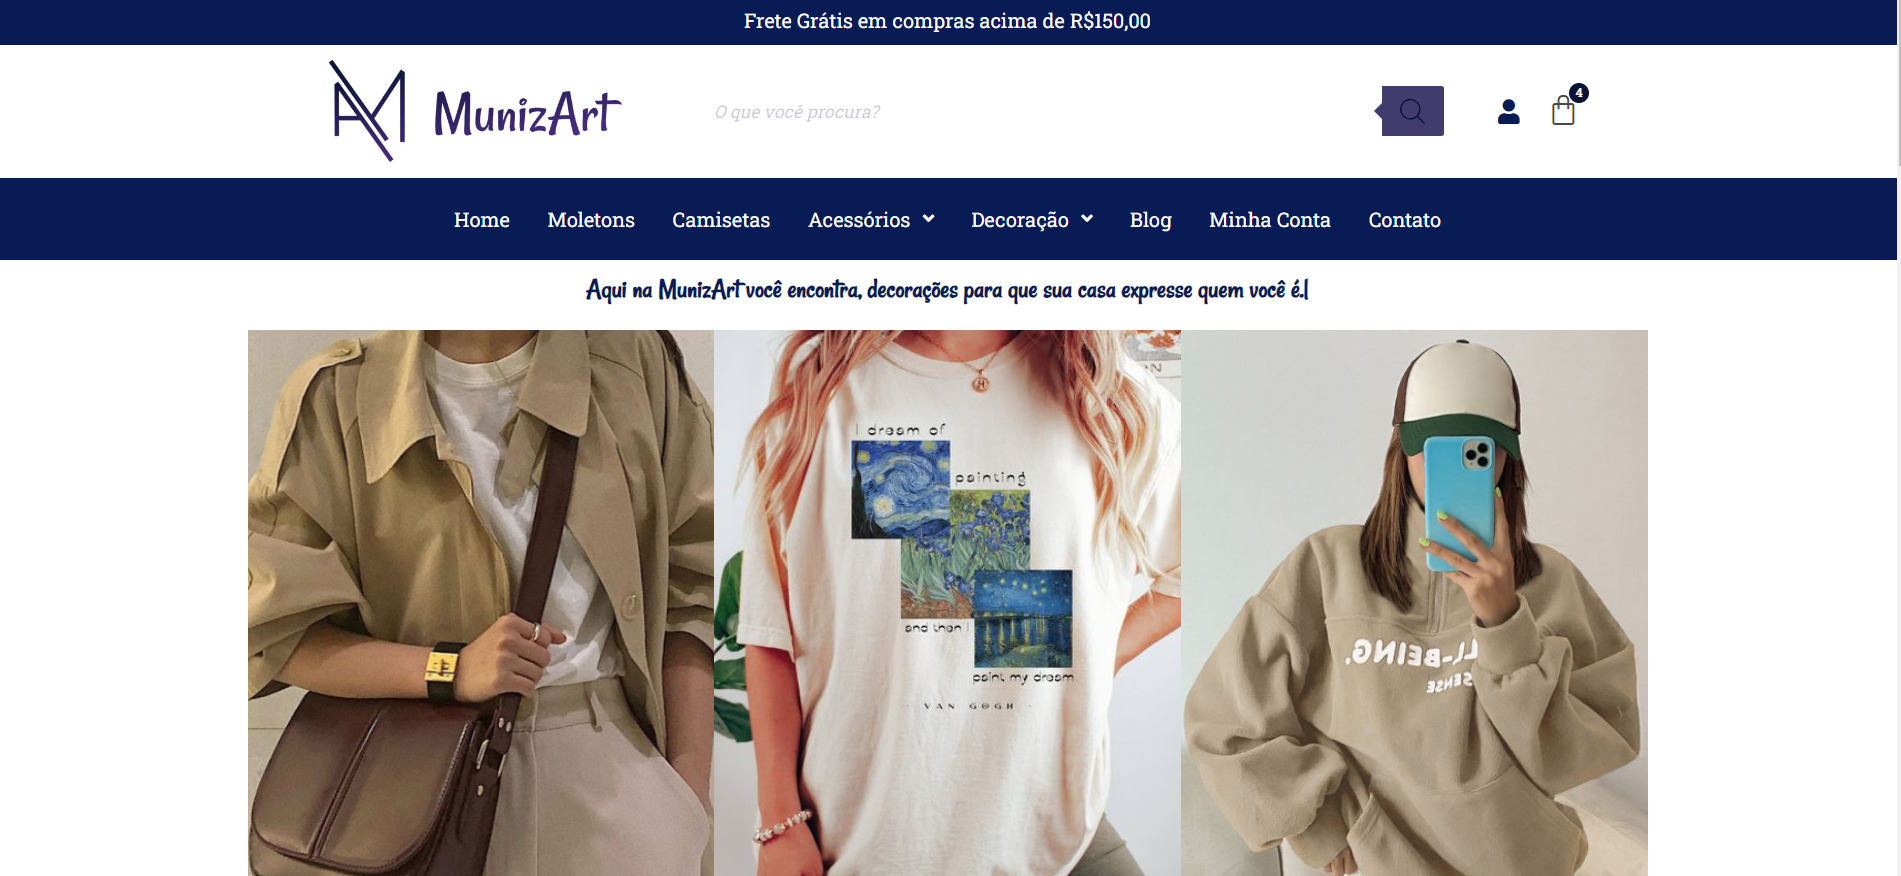 Frete Grátis em compras acima de R$150,00
MunizArt
O que você procura?
4
Home Moletons Camisetas Acessórios Decoração Blog Minha Conta Contato
Aqui na MunizArt você encontra, decorações para que sua casa expresse quem você é.
I dream of
painting
and then I
paint my dream
- VAN GOGH -
LL-BEING.
SENSE